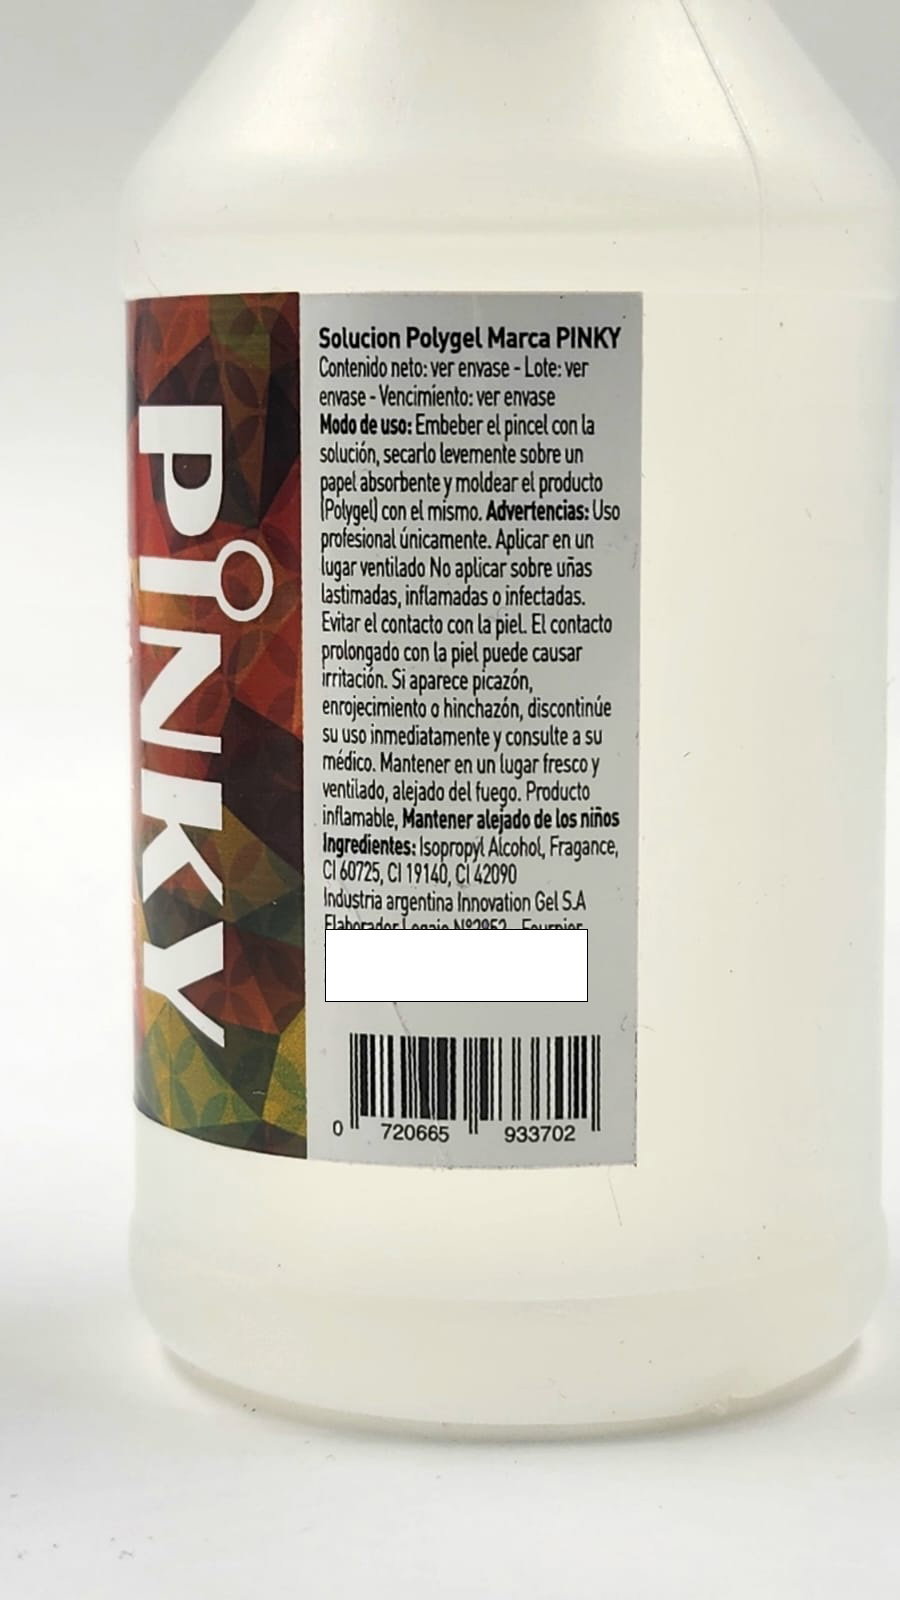 PINKY
Solucion Polygel Marca PINKY
Contenido neto: ver envase - Lote: ver
envase - Vencimiento: ver envase
Modo de uso: Embeber el pincel con la
solución, secarlo levemente sobre un
papel absorbente y moldear el producto
(Polygel) con el mismo. Advertencias: Uso
profesional únicamente. Aplicar en un
lugar ventilado No aplicar sobre uñas
lastimadas, inflamadas o infectadas.
Evitar el contacto con la piel. El contacto
prolongado con la piel puede causar
irritación. Si aparece picazón,
enrojecimiento o hinchazón, discontinúe
su uso inmediatamente y consulte a su
médico. Mantener en un lugar fresco y
ventilado, alejado del fuego. Producto
inflamable, Mantener alejado de los niños
Ingredientes: Isopropyl Alcohol, Fragance,
CI 60725, CI 19140, CI 42090
Industria argentina Innovation Gel S.A
Elaborador Legajo
0 720665 933702